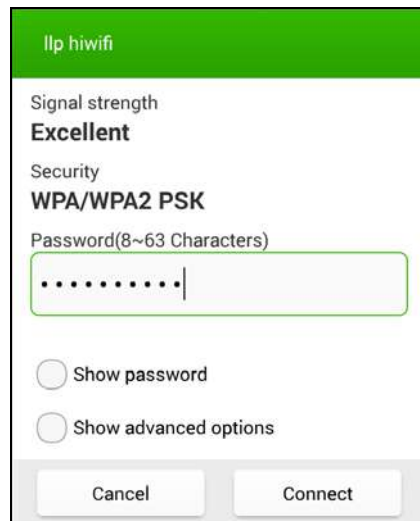 llp hiwifi
Signal strength
Excellent
Security
WPA/WPA2 PSK
Password(8~63 Characters)
••••••••••
Show password
Show advanced options
Cancel
Connect